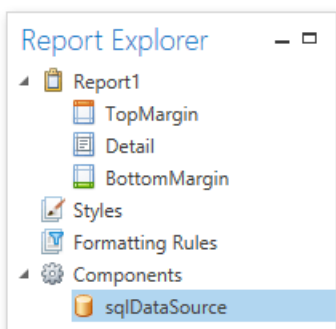 Report Explorer
Report1
TopMargin
Detail
BottomMargin
Styles
Formatting Rules
Components
sqlDataSource